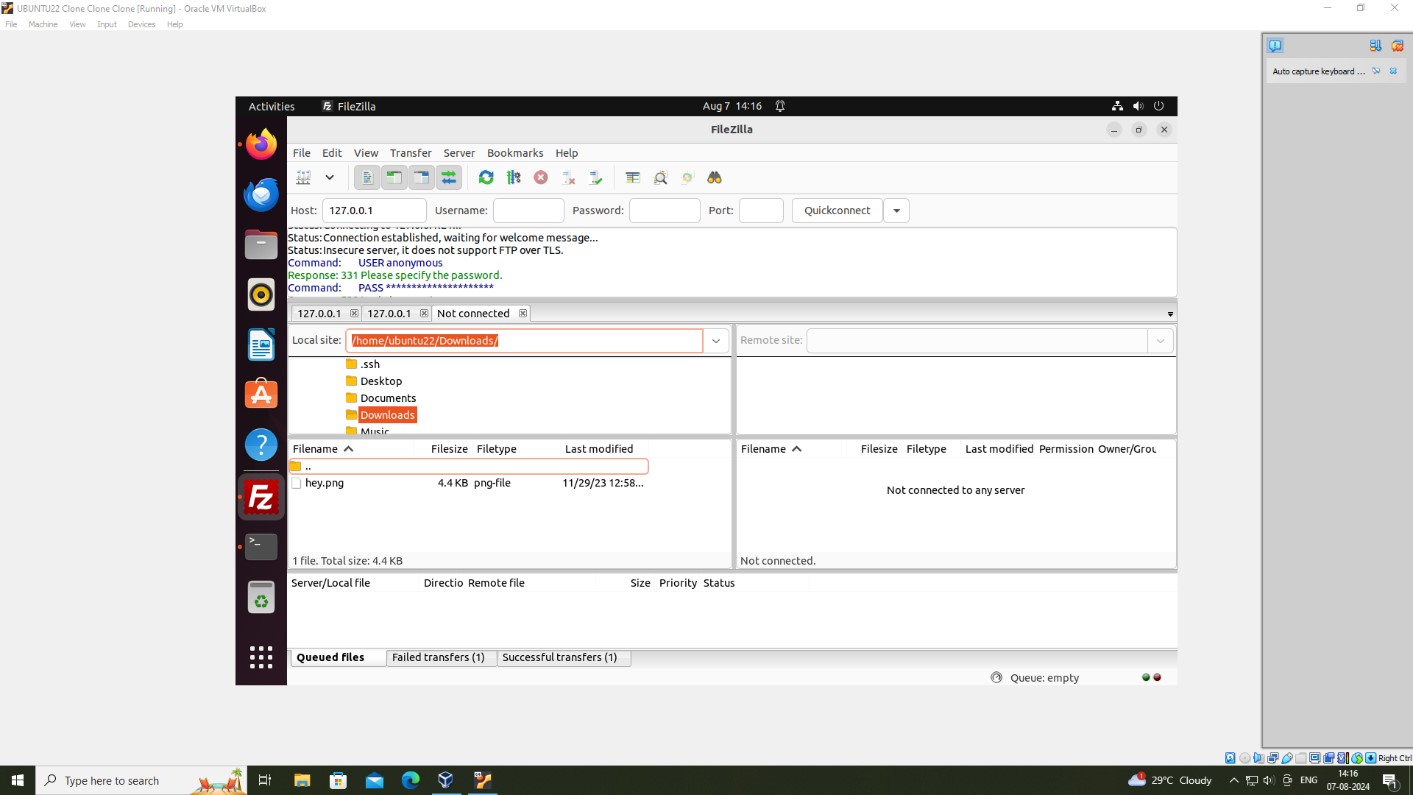 UBUNTU22 Clone Clone Clone [Running] - Oracle VM VirtualBox
File Machine View Input Devices Help
Auto capture keyboard ...
Activities FileZilla Aug 7 14:16
FileZilla
File Edit View Transfer Server Bookmarks Help
Host: 127.0.0.1 Username: Password: Port: Quickconnect
Status:Connection established, waiting for welcome message...
Status:Insecure server, it does not support FTP over TLS.
Command: USER anonymous
Response: 331 Please specify the password.
Command: PASS *********************
127.0.0.1 127.0.0.1 Not connected
Local site: /home/ubuntu22/Downloads/ Remote site:
.ssh
Desktop
Documents
Downloads
Music
Filename Filesize Filetype Last modified Filename Filesize Filetype Last modified Permission Owner/Grou
..
hey.png 4.4 KB png-file 11/29/23 12:58...
Not connected to any server
1 file. Total size: 4.4 KB Not connected.
Server/Local file Directio Remote file Size Priority Status
Queued files Failed transfers (1) Successful transfers (1)
Queue: empty
Right Ctrl
Type here to search 29°C Cloudy ENG 14:16
07-08-2024